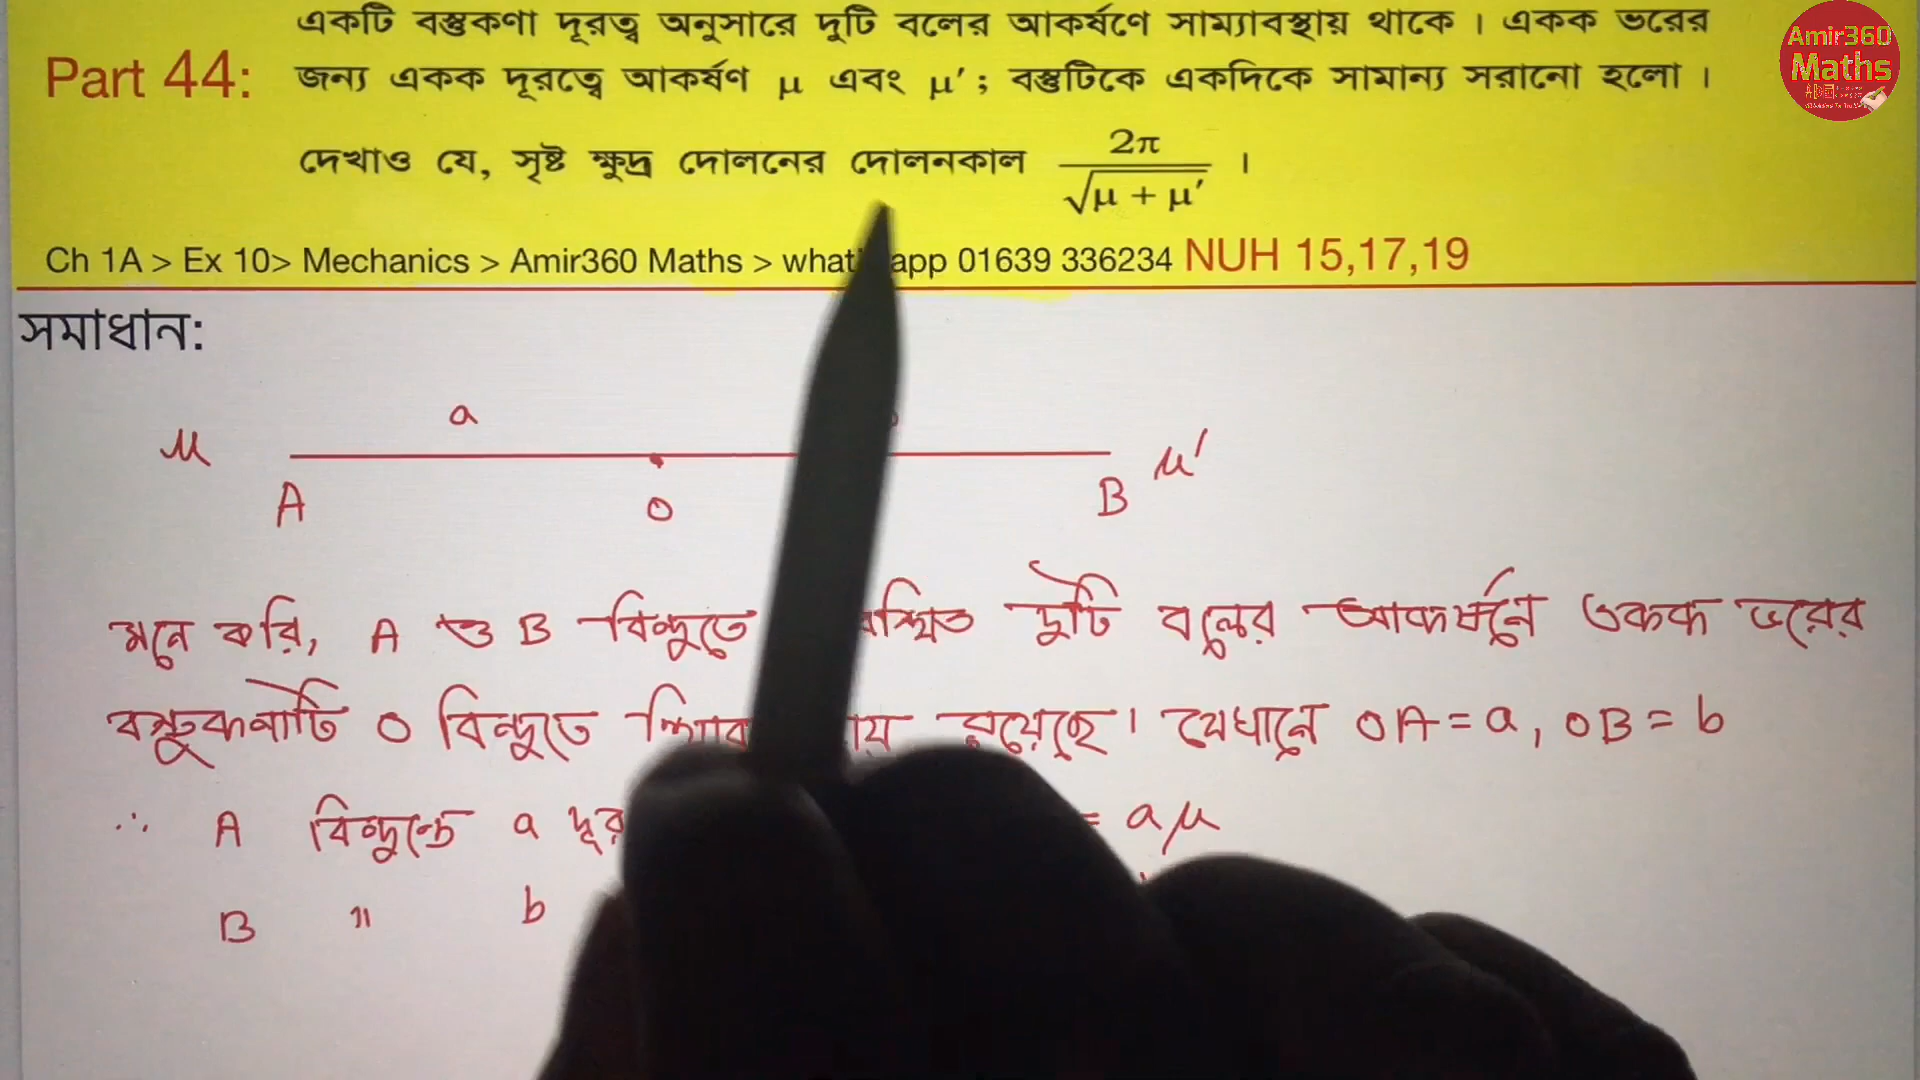 একটি বস্তুকণা দূরত্ব অনুসারে দুটি বলের আকর্ষণে সাম্যাবস্থায় থাকে । একক ভরের
Part 44: জন্য একক দূরত্বে আকর্ষণ μ এবং μ′ ; বস্তুটিকে একদিকে সামান্য সরানো হলো ।
দেখাও যে, সৃষ্ট ক্ষুদ্র দোলনের দোলনকাল 2π / √μ + μ′ ।
Ch 1A > Ex 10> Mechanics > Amir360 Maths > what app 01639 336234 NUH 15,17,19
Amir360
Maths
সমাধান:
a
μ μ′
A O B
মনে করি, A ও B বিন্দুতে দুটি বলের আকর্ষনে একক ভরের
বস্তুকনাটি O বিন্দুতে রয়েছে। যেখানে OA = a, OB = b
∴ A বিন্দুতে a দূর = aμ
B " b